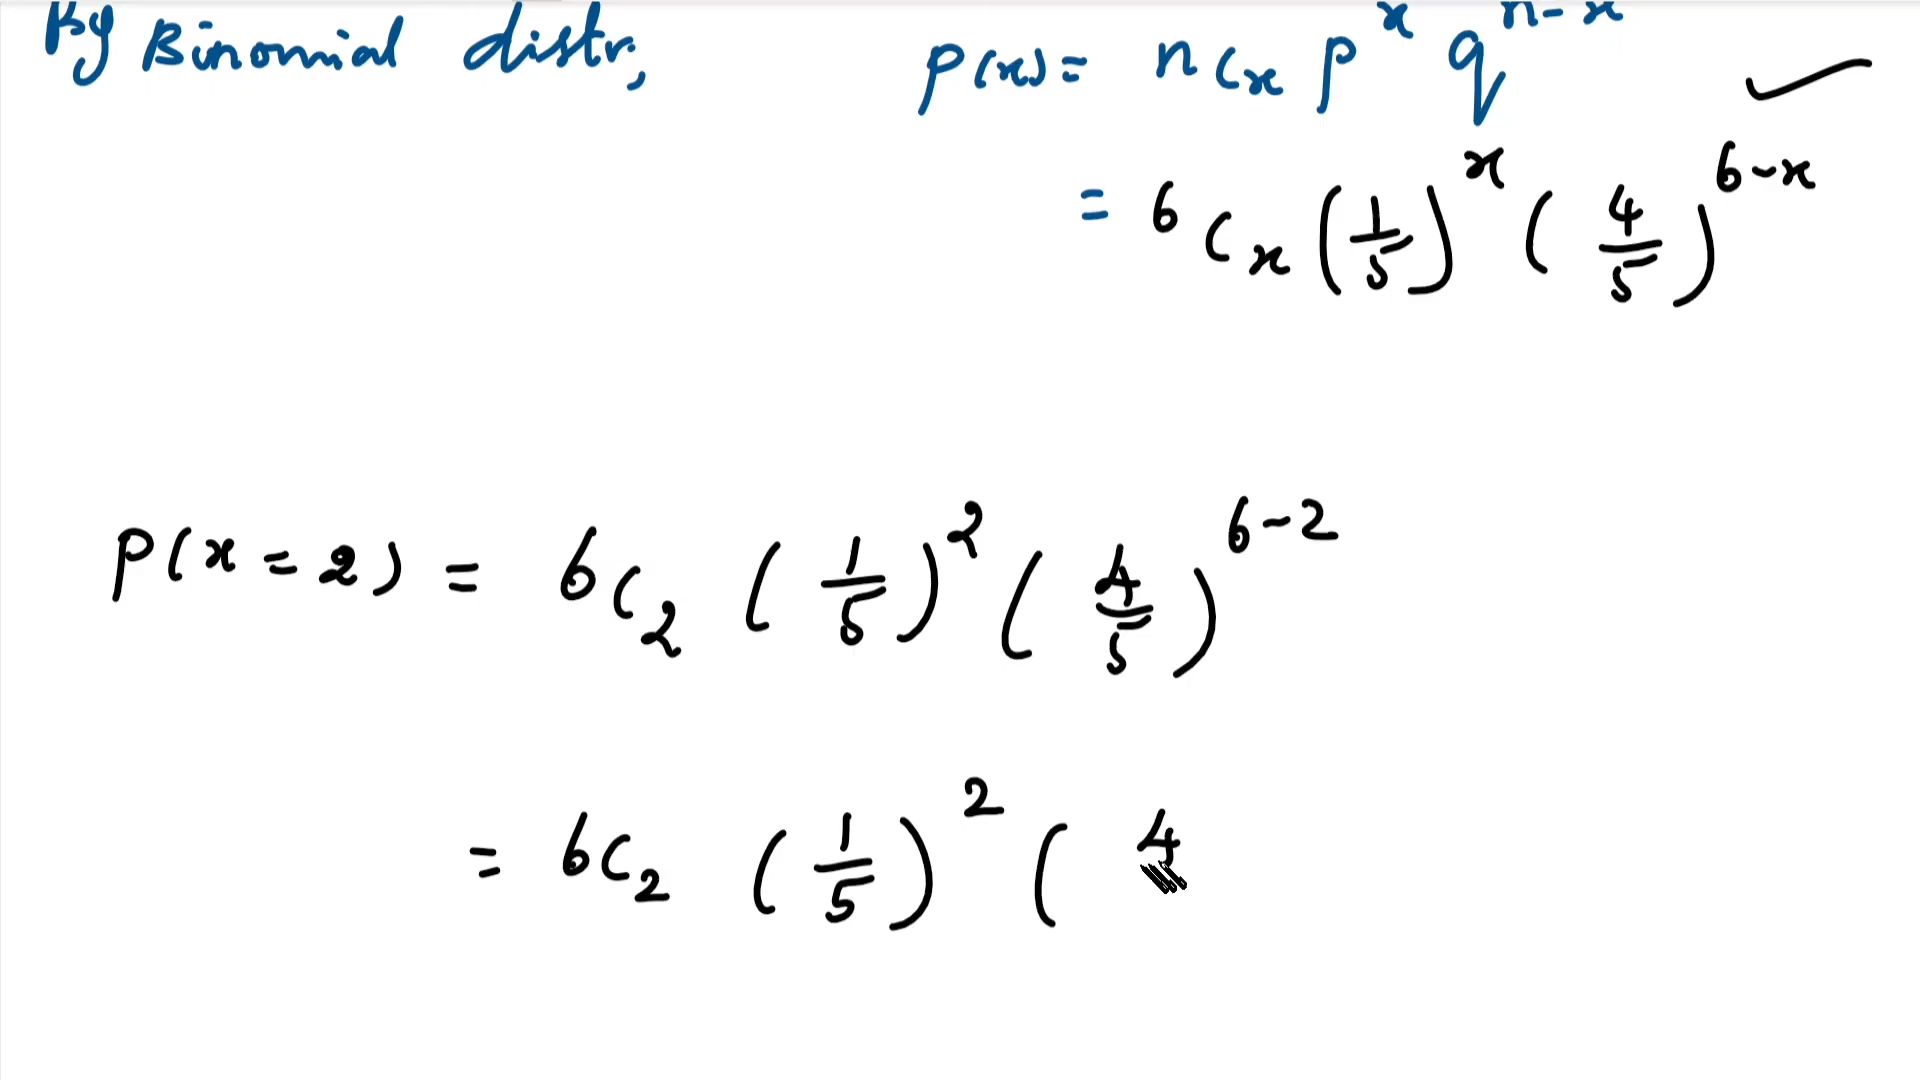 By Binomial distr, p(x) = nCx p^x q^(n-x)
= 6Cx (1/5)^x (4/5)^(6-x)
P(x = 2) = 6C2 (1/5)^2 (4/5)^(6-2)
= 6C2 (1/5)^2 ( 4